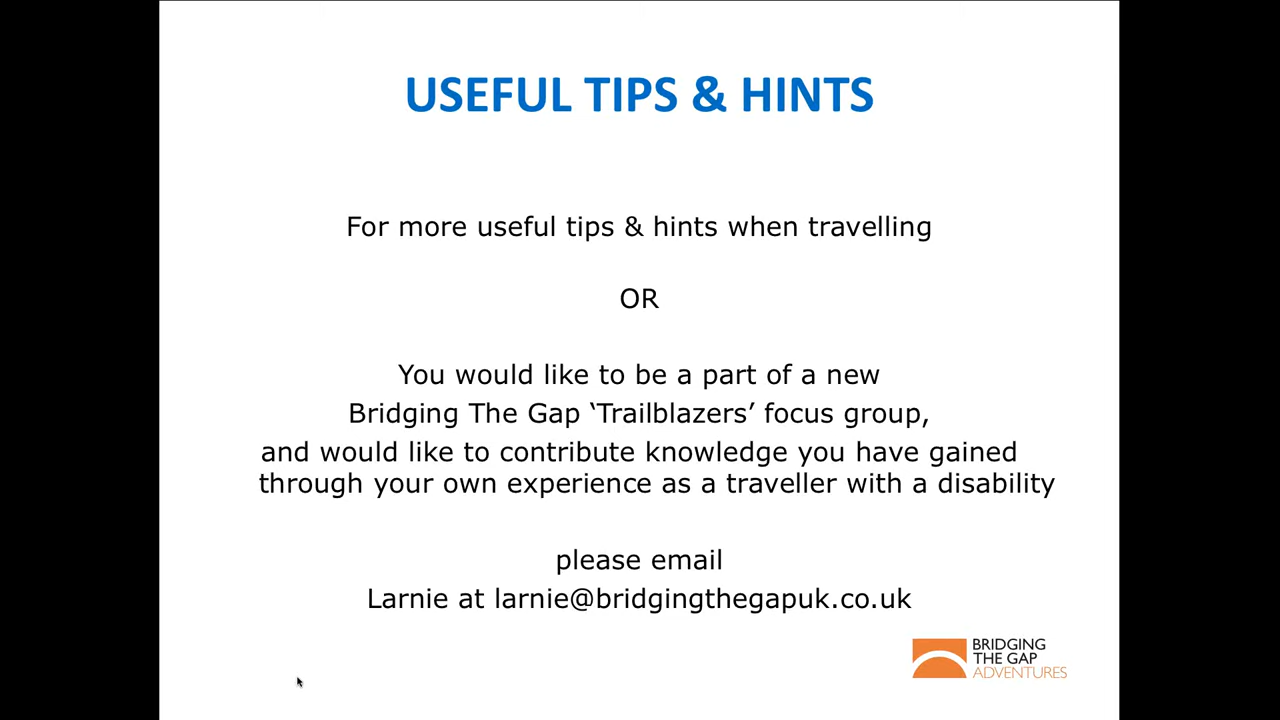 USEFUL TIPS & HINTS
For more useful tips & hints when travelling
OR
You would like to be a part of a new
Bridging The Gap ‘Trailblazers’ focus group,
and would like to contribute knowledge you have gained
through your own experience as a traveller with a disability
please email
Larnie at larnie@bridgingthegapuk.co.uk
BRIDGING
THE GAP
ADVENTURES